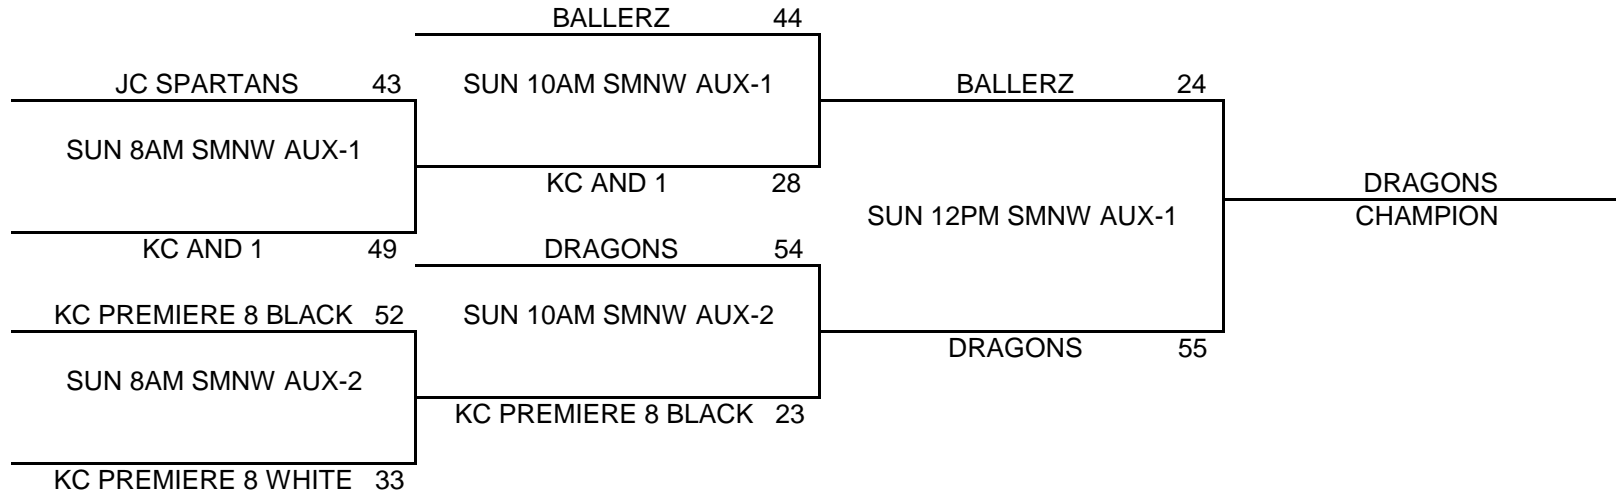 BALLERZ 44
JC SPARTANS 43
SUN 10AM SMNW AUX-1
BALLERZ 24
SUN 8AM SMNW AUX-1
KC AND 1 28
DRAGONS
SUN 12PM SMNW AUX-1
CHAMPION
KC AND 1 49
DRAGONS 54
KC PREMIERE 8 BLACK 52
SUN 10AM SMNW AUX-2
DRAGONS 55
SUN 8AM SMNW AUX-2
KC PREMIERE 8 BLACK 23
KC PREMIERE 8 WHITE 33